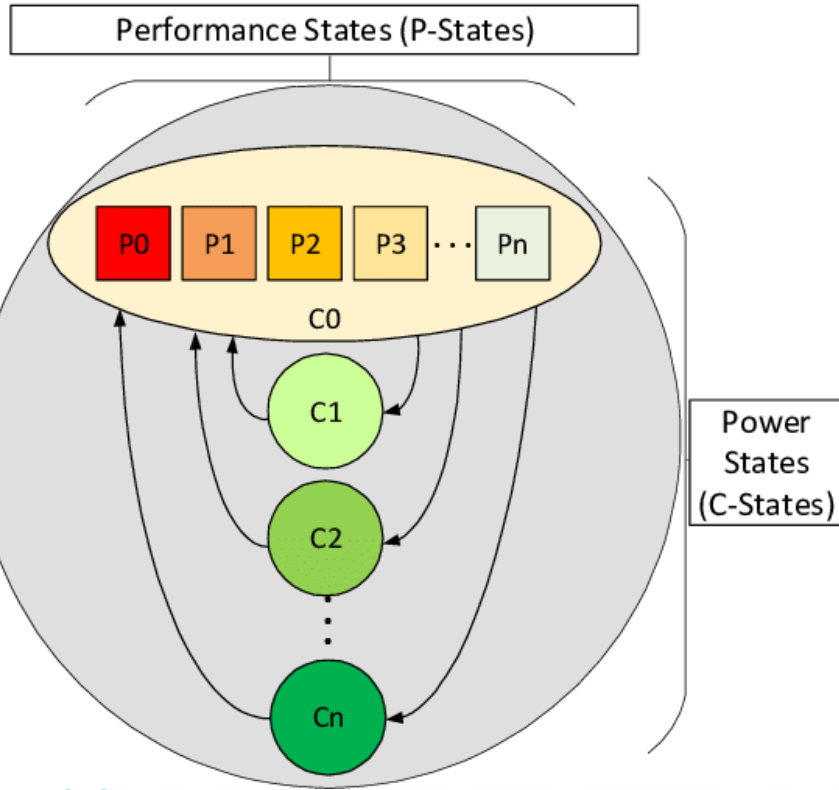 Performance States (P-States)
P0 P1 P2 P3 ... Pn
C0
C1
C2
Cn
Power
States
(C-States)